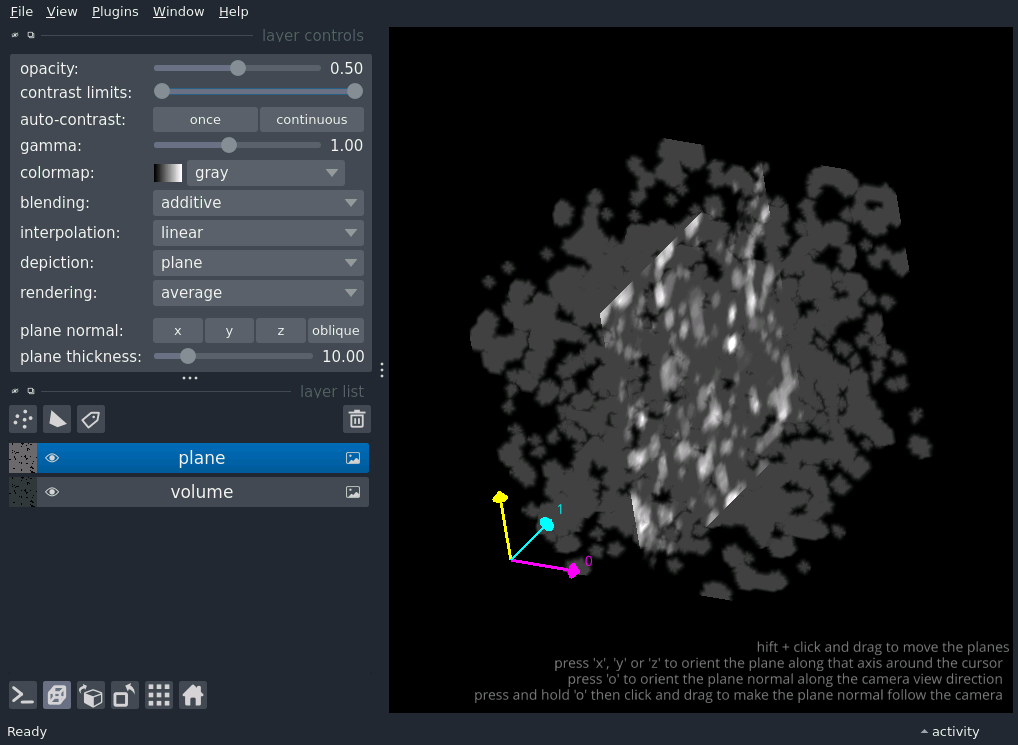 File View Plugins Window Help
layer controls
opacity: 0.50
contrast limits:
auto-contrast: once continuous
gamma: 1.00
colormap: gray
blending: additive
interpolation: linear
depiction: plane
rendering: average
plane normal: x y z oblique
plane thickness: 10.00
layer list
plane
volume
1
0
hift + click and drag to move the planes
press 'x', 'y' or 'z' to orient the plane along that axis around the cursor
press 'o' to orient the plane normal along the camera view direction
press and hold 'o' then click and drag to make the plane normal follow the camera
Ready
activity